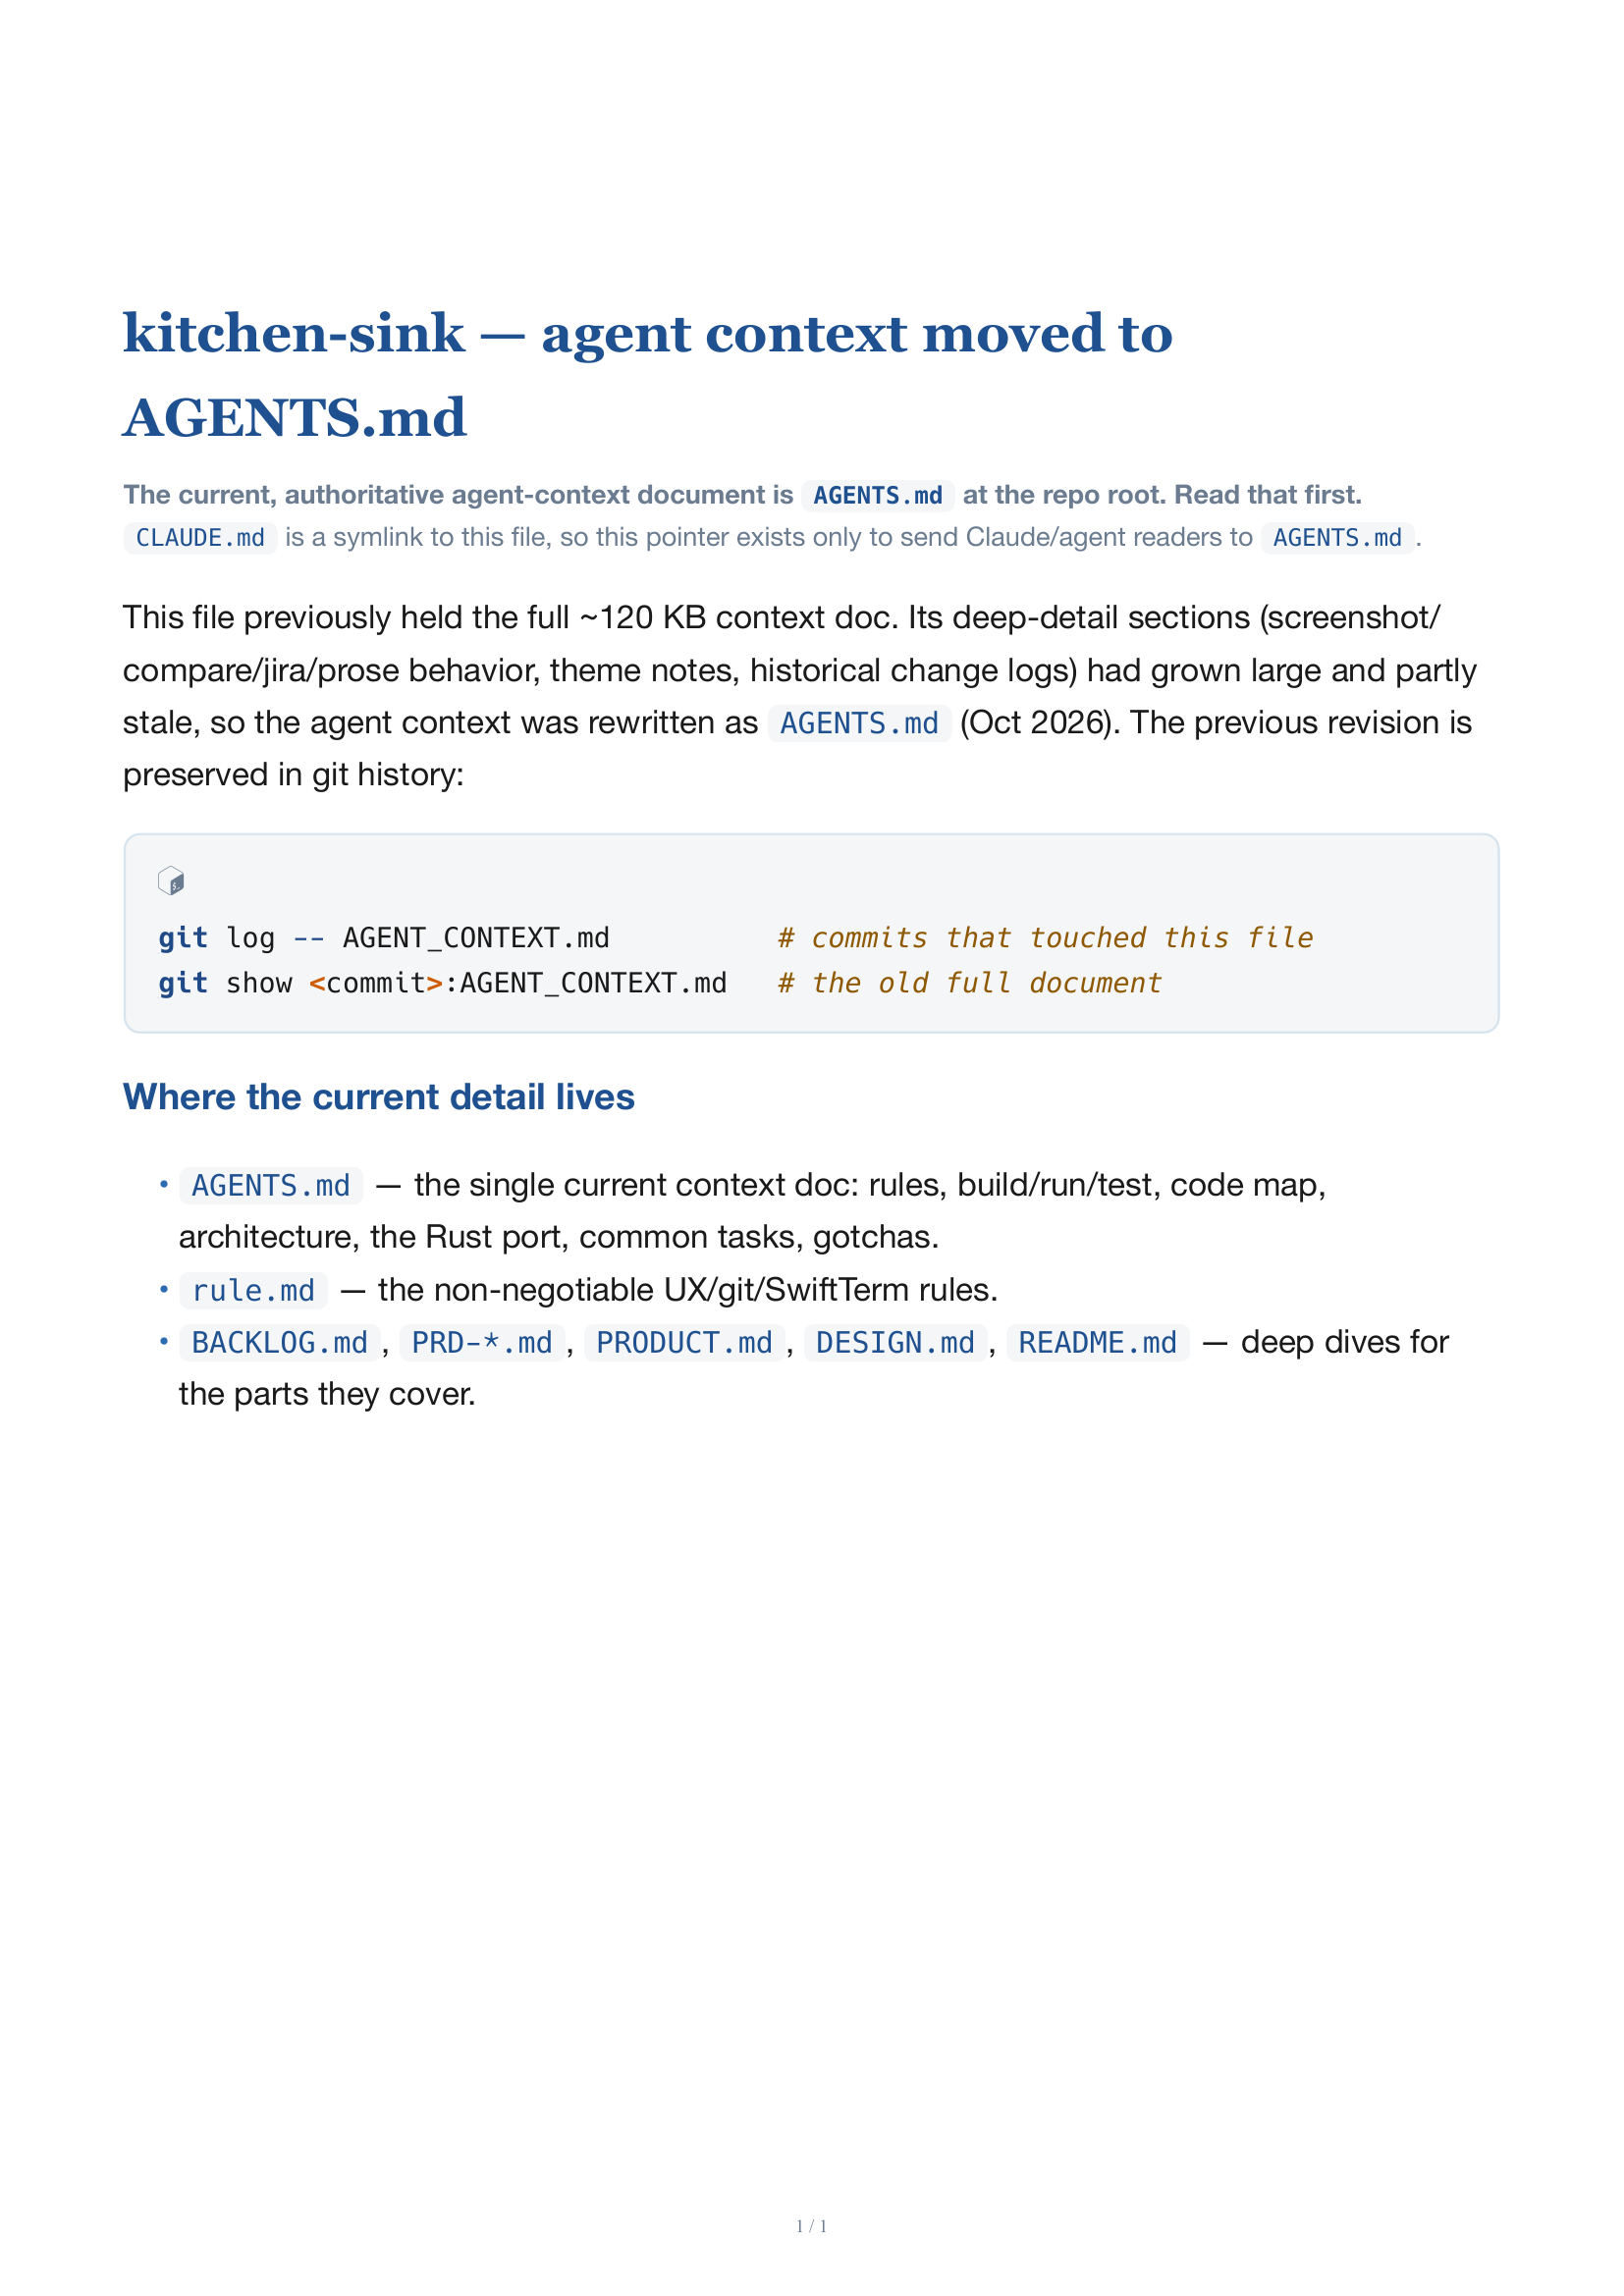 kitchen-sink — agent context moved to
AGENTS.md
The current, authoritative agent-context document is AGENTS.md at the repo root. Read that first.
CLAUDE.md is a symlink to this file, so this pointer exists only to send Claude/agent readers to AGENTS.md.
This file previously held the full ~120 KB context doc. Its deep-detail sections (screenshot/
compare/jira/prose behavior, theme notes, historical change logs) had grown large and partly
stale, so the agent context was rewritten as AGENTS.md (Oct 2026). The previous revision is
preserved in git history:
$_
git log -- AGENT_CONTEXT.md          # commits that touched this file
git show <commit>:AGENT_CONTEXT.md   # the old full document
Where the current detail lives
• AGENTS.md — the single current context doc: rules, build/run/test, code map,
architecture, the Rust port, common tasks, gotchas.
• rule.md — the non-negotiable UX/git/SwiftTerm rules.
• BACKLOG.md, PRD-*.md, PRODUCT.md, DESIGN.md, README.md — deep dives for
the parts they cover.
1 / 1